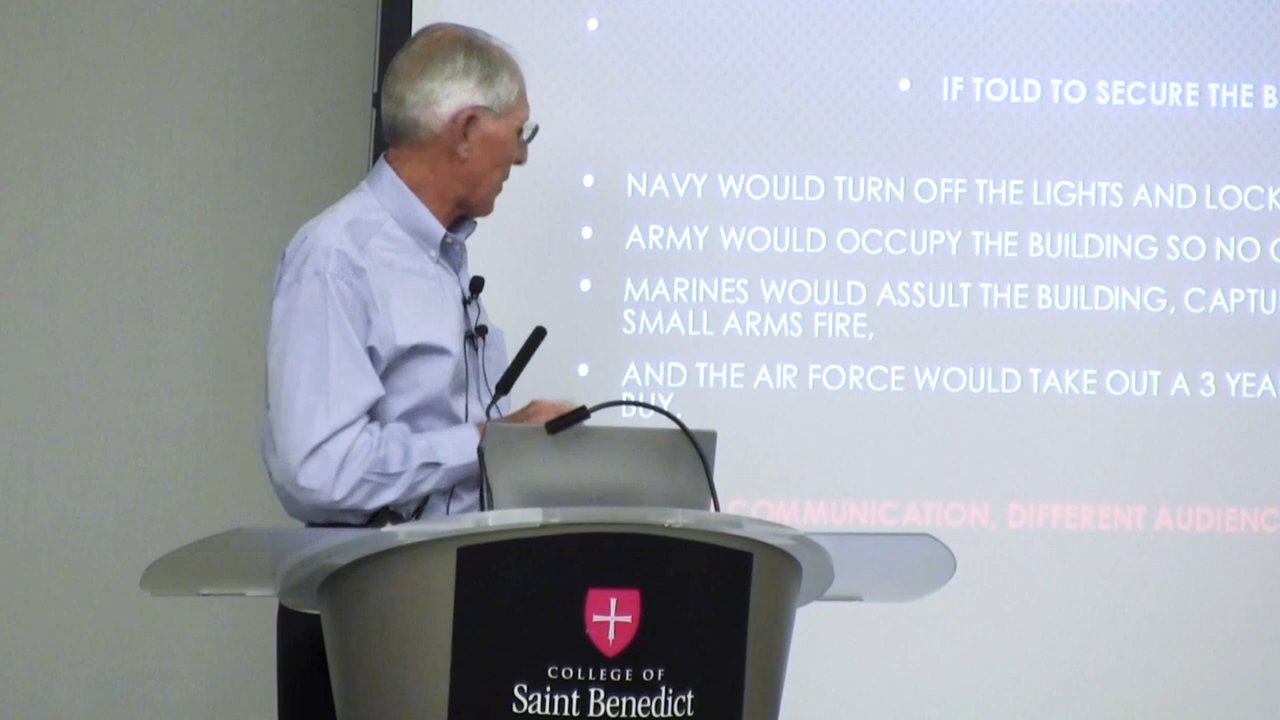 IF TOLD TO SECURE THE B
NAVY WOULD TURN OFF THE LIGHTS AND LOCK
ARMY WOULD OCCUPY THE BUILDING SO NO
MARINES WOULD ASSULT THE BUILDING, CAPTU
SMALL ARMS FIRE,
AND THE AIR FORCE WOULD TAKE OUT A 3 YEA
BUY.
COMMUNICATION, DIFFERENT AUDIENC
COLLEGE OF
Saint Benedict